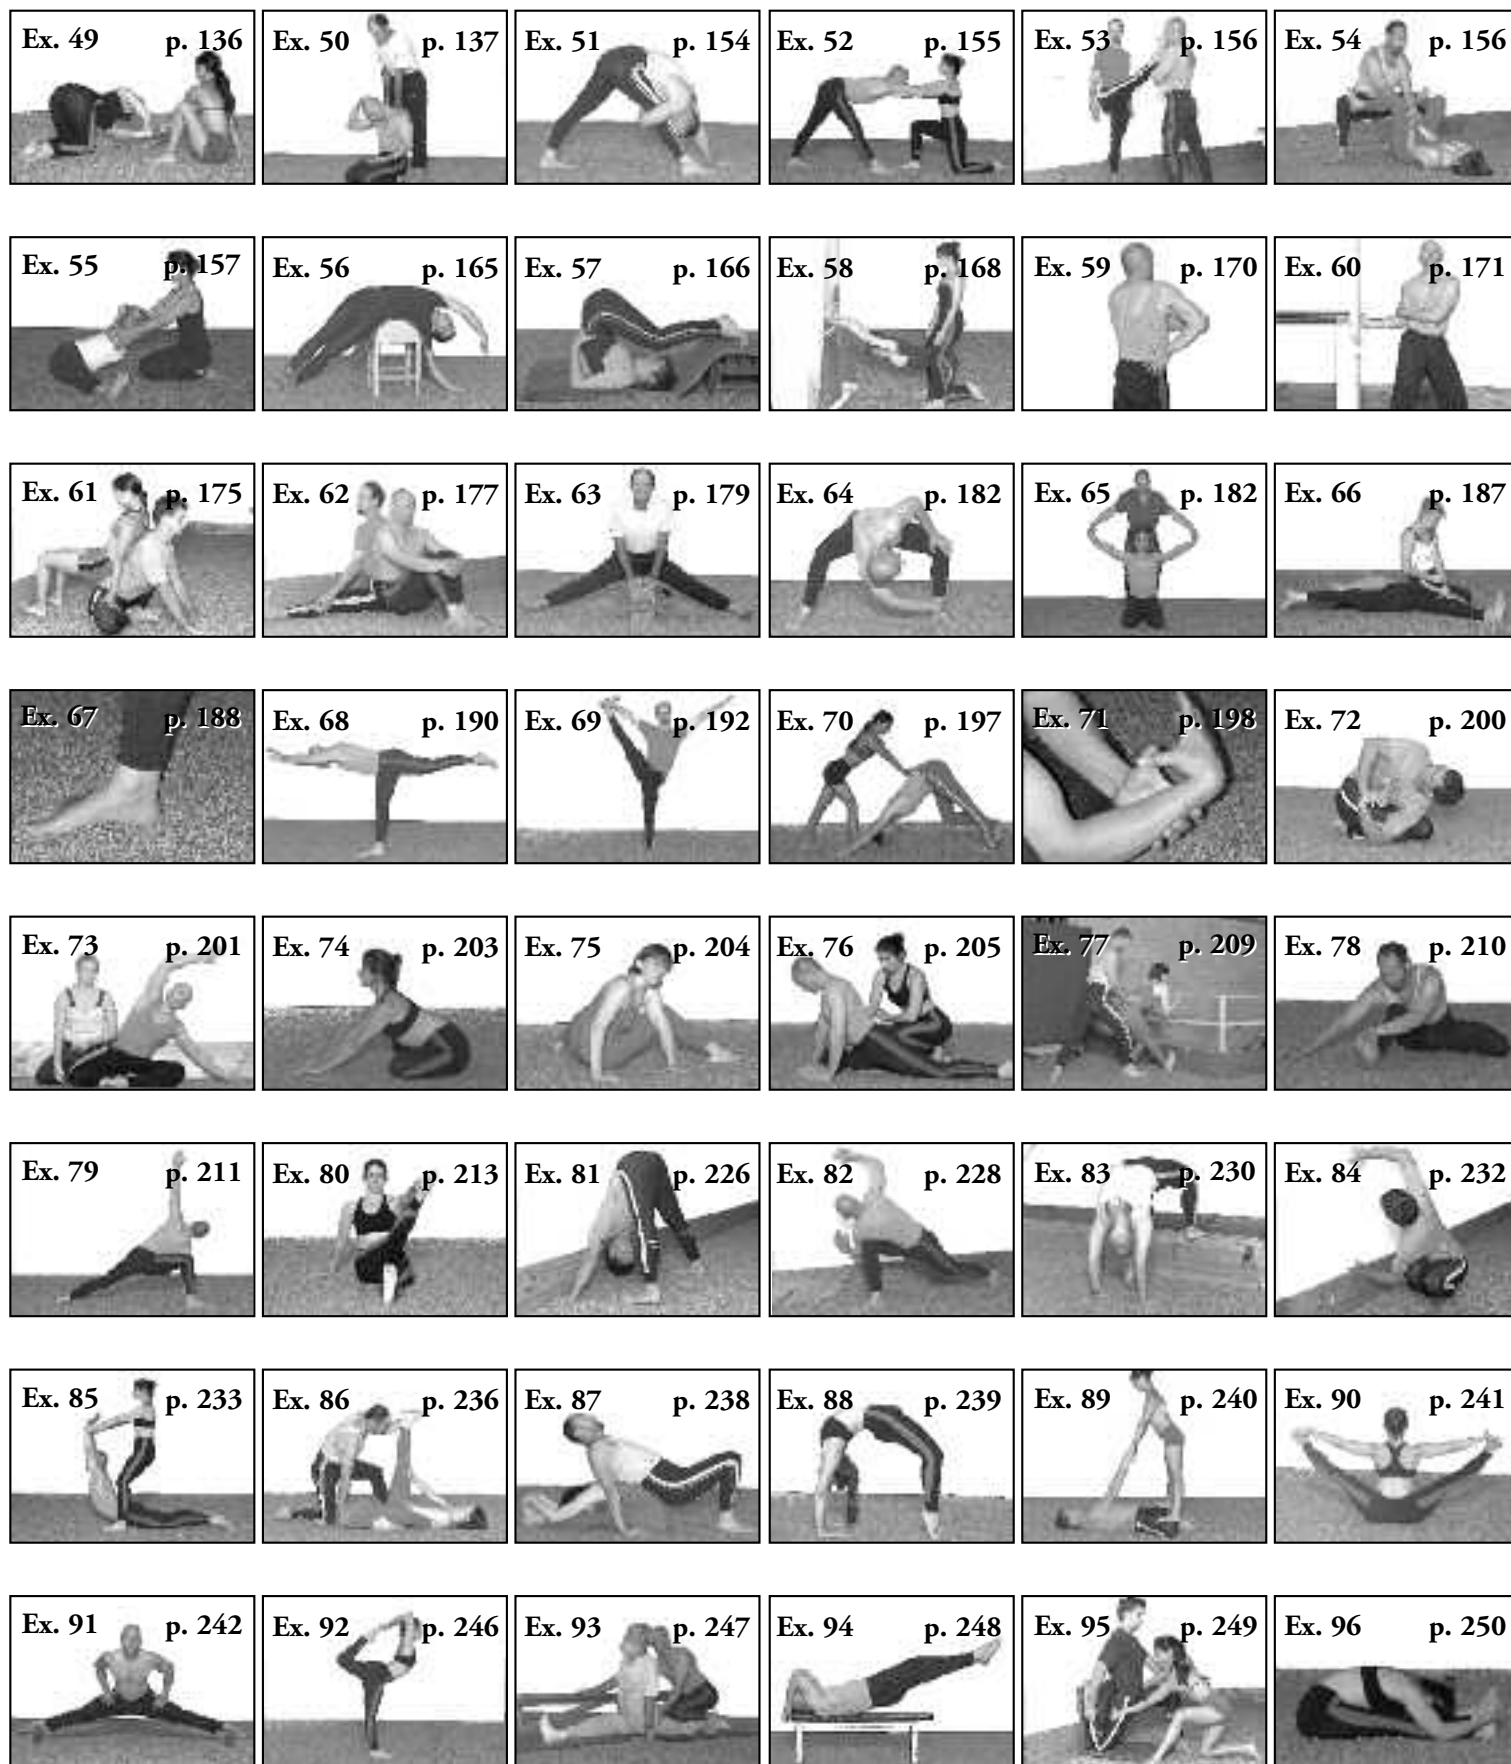 Ex. 49 p. 136 Ex. 50 p. 137 Ex. 51 p. 154 Ex. 52 p. 155 Ex. 53 p. 156 Ex. 54 p. 156
Ex. 55 p. 157 Ex. 56 p. 165 Ex. 57 p. 166 Ex. 58 p. 168 Ex. 59 p. 170 Ex. 60 p. 171
Ex. 61 p. 175 Ex. 62 p. 177 Ex. 63 p. 179 Ex. 64 p. 182 Ex. 65 p. 182 Ex. 66 p. 187
Ex. 67 p. 188 Ex. 68 p. 190 Ex. 69 p. 192 Ex. 70 p. 197 Ex. 71 p. 198 Ex. 72 p. 200
Ex. 73 p. 201 Ex. 74 p. 203 Ex. 75 p. 204 Ex. 76 p. 205 Ex. 77 p. 209 Ex. 78 p. 210
Ex. 79 p. 211 Ex. 80 p. 213 Ex. 81 p. 226 Ex. 82 p. 228 Ex. 83 p. 230 Ex. 84 p. 232
Ex. 85 p. 233 Ex. 86 p. 236 Ex. 87 p. 238 Ex. 88 p. 239 Ex. 89 p. 240 Ex. 90 p. 241
Ex. 91 p. 242 Ex. 92 p. 246 Ex. 93 p. 247 Ex. 94 p. 248 Ex. 95 p. 249 Ex. 96 p. 250